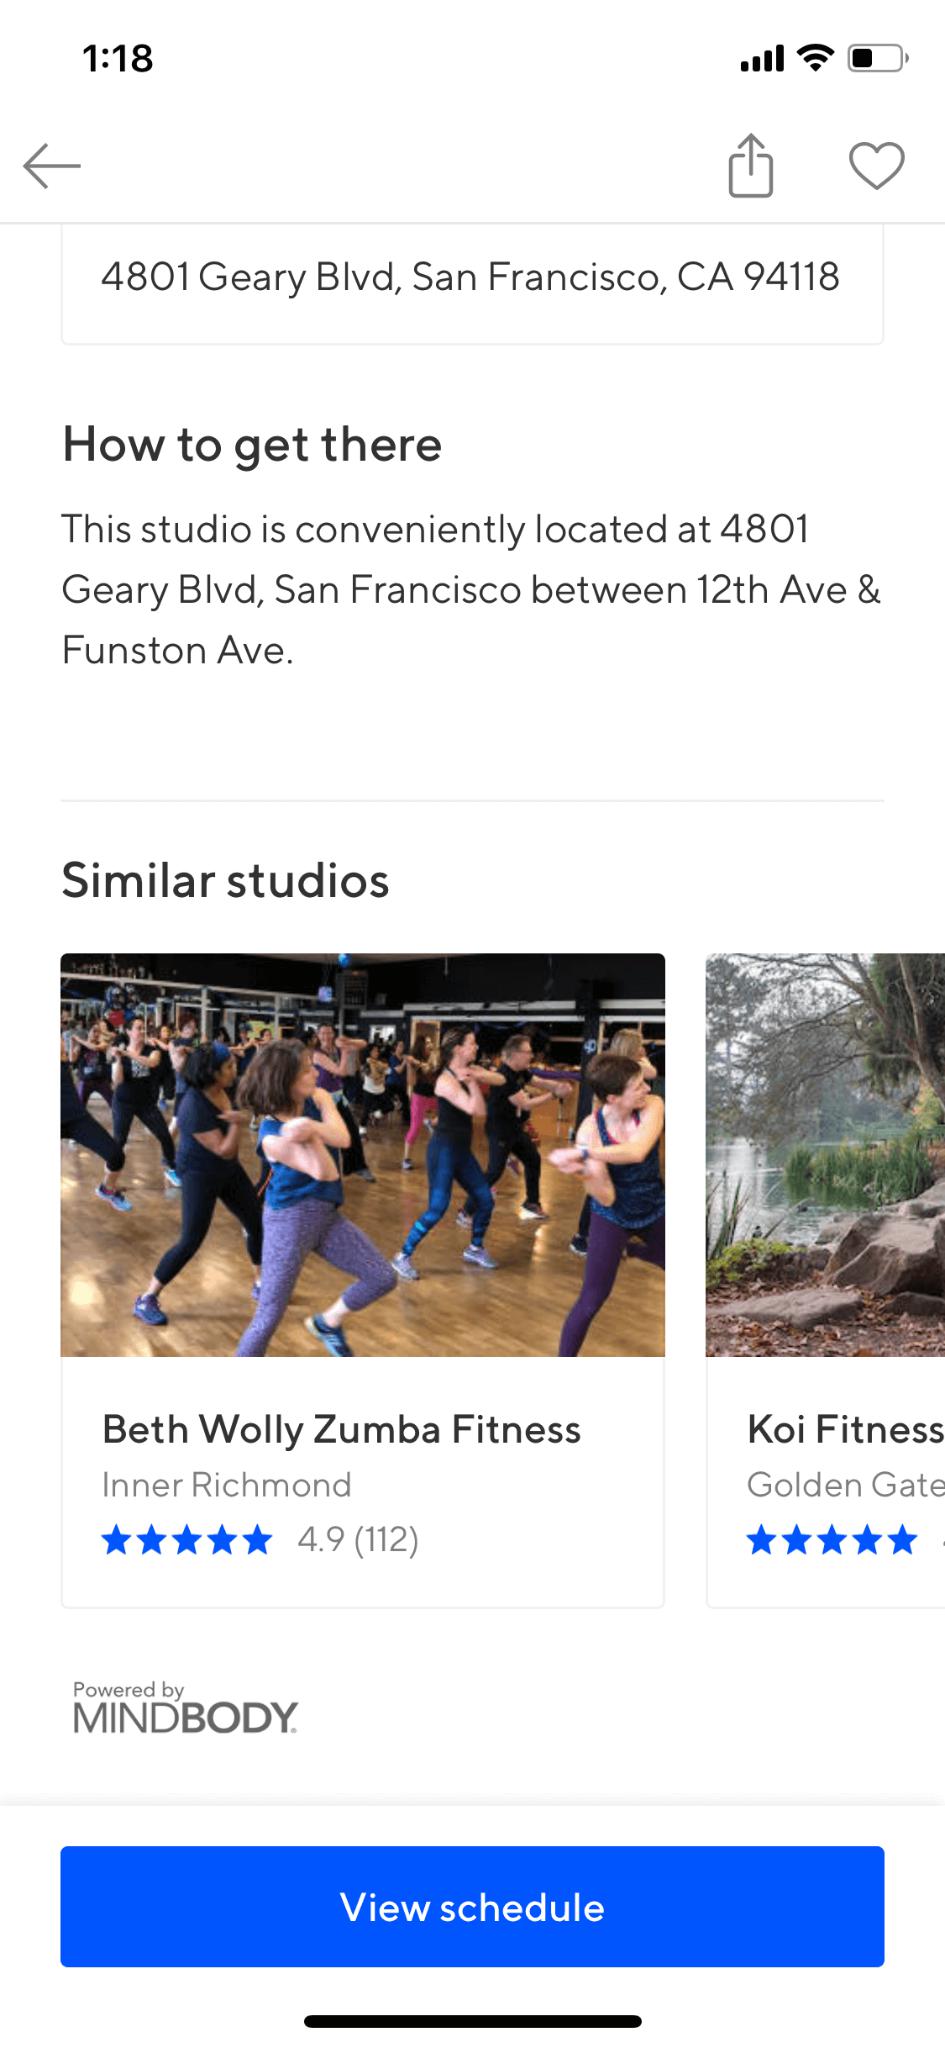 1:18
4801 Geary Blvd, San Francisco, CA 94118
How to get there
This studio is conveniently located at 4801
Geary Blvd, San Francisco between 12th Ave &
Funston Ave.
Similar studios
Beth Wolly Zumba Fitness
Inner Richmond
4.9 (112)
Koi Fitness
Golden Gate
Powered by
MINDBODY
View schedule